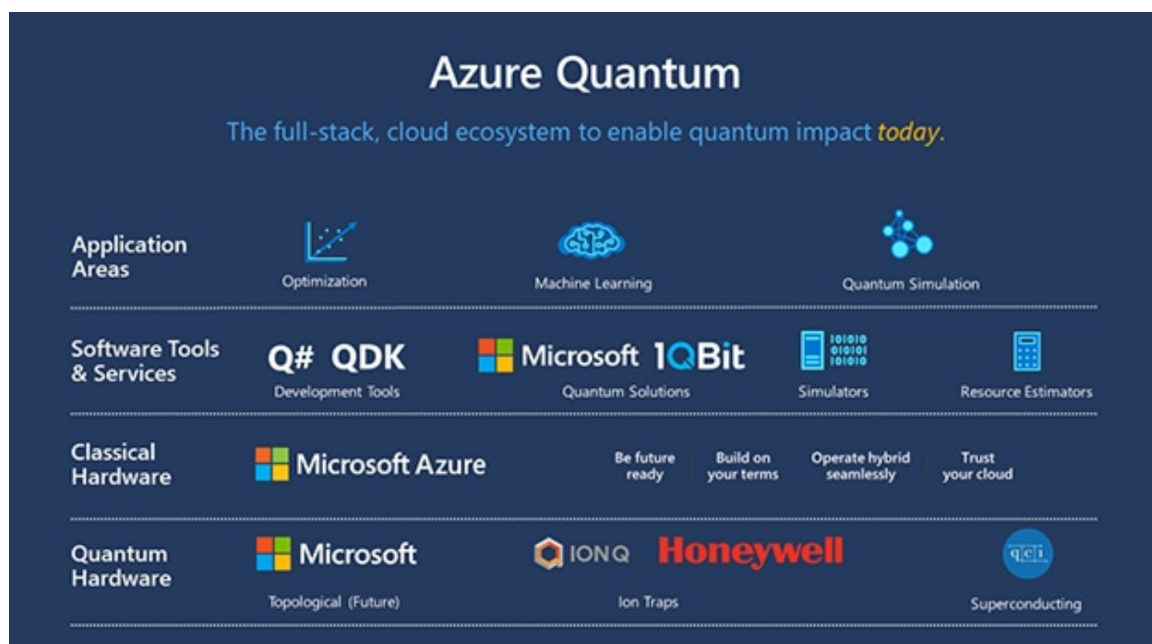 Azure Quantum
The full-stack, cloud ecosystem to enable quantum impact today.
Application
Areas
Optimization
Machine Learning
Quantum Simulation
Software Tools
& Services
Q# QDK
Development Tools
Microsoft 1QBit
Quantum Solutions
101010
010101
101010
Simulators
Resource Estimators
Classical
Hardware
Microsoft Azure
Be future
ready
Build on
your terms
Operate hybrid
seamlessly
Trust
your cloud
Quantum
Hardware
Microsoft
Topological (Future)
IONQ Honeywell
Ion Traps
qci
Superconducting